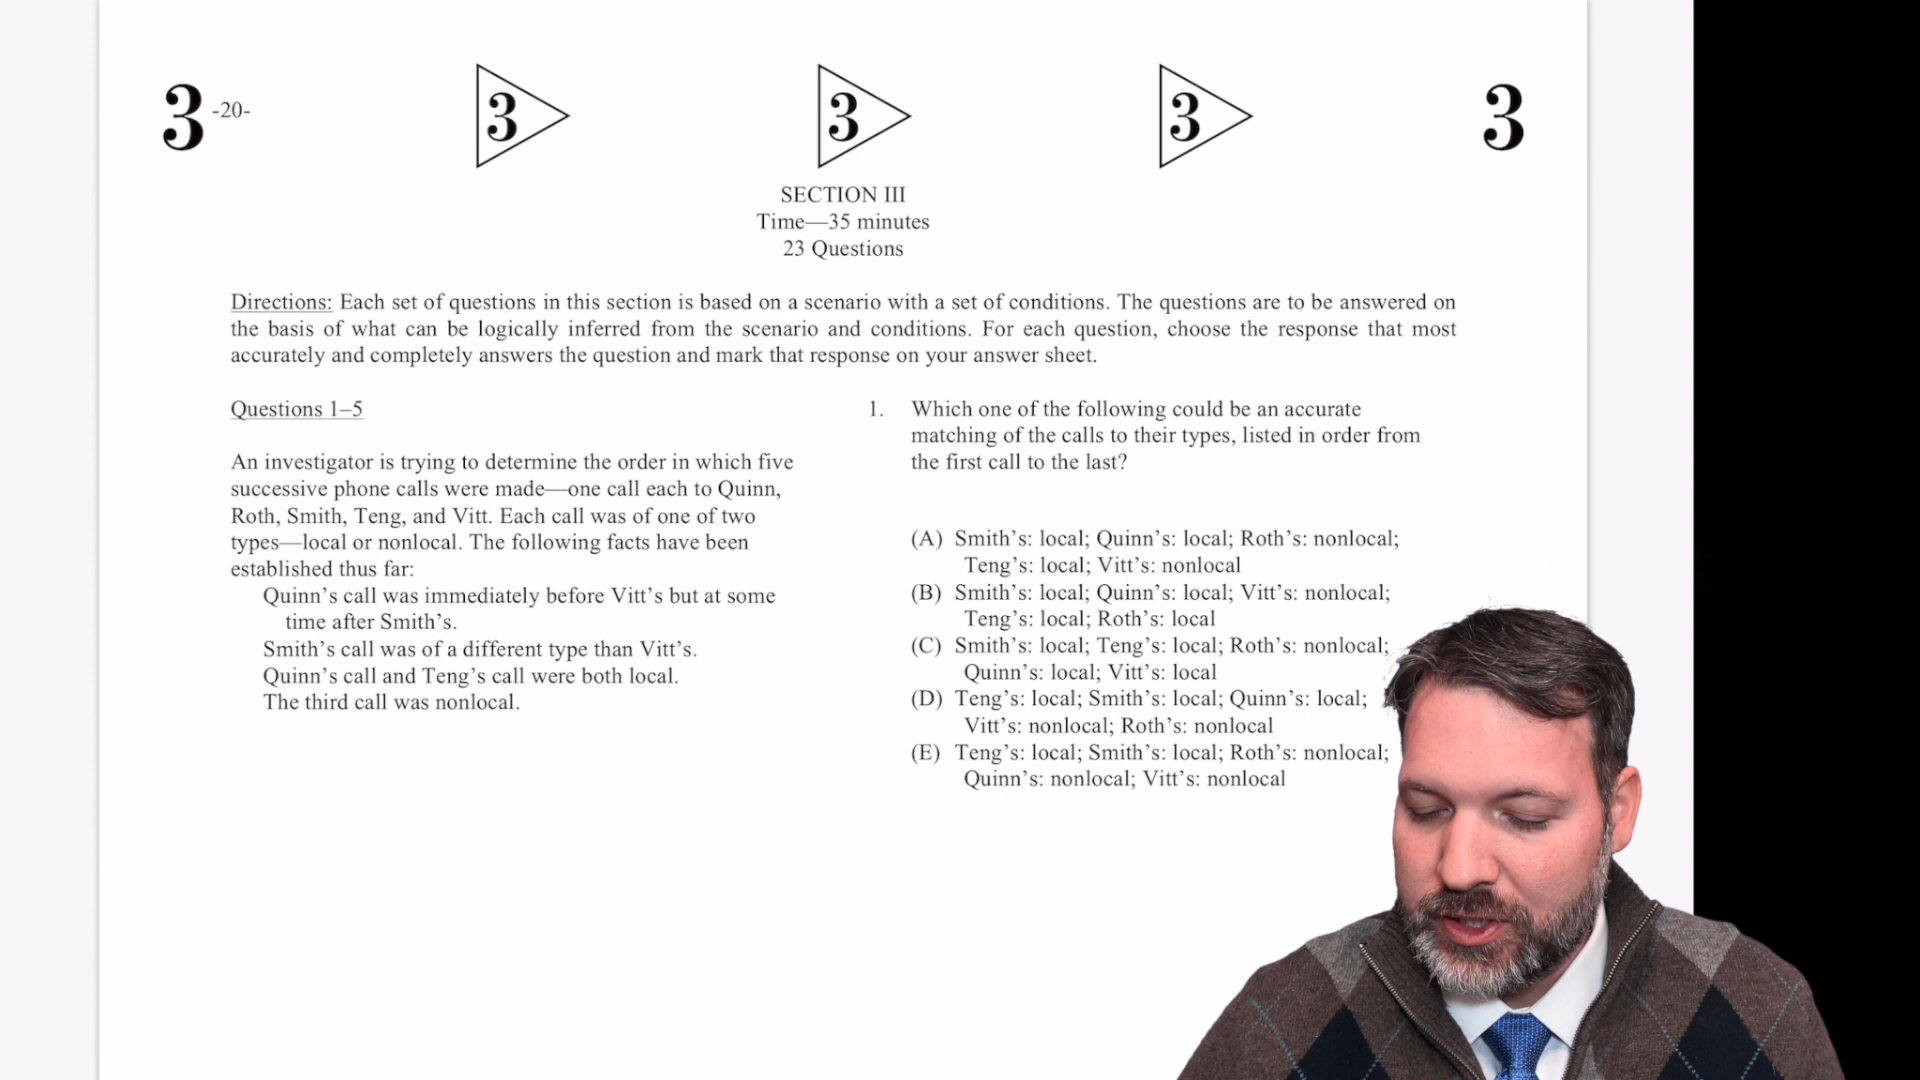 3 -20- 3 3 3 3
SECTION III
Time—35 minutes
23 Questions
Directions: Each set of questions in this section is based on a scenario with a set of conditions. The questions are to be answered on
the basis of what can be logically inferred from the scenario and conditions. For each question, choose the response that most
accurately and completely answers the question and mark that response on your answer sheet.
Questions 1–5
An investigator is trying to determine the order in which five
successive phone calls were made—one call each to Quinn,
Roth, Smith, Teng, and Vitt. Each call was of one of two
types—local or nonlocal. The following facts have been
established thus far:
Quinn’s call was immediately before Vitt’s but at some
time after Smith’s.
Smith’s call was of a different type than Vitt’s.
Quinn’s call and Teng’s call were both local.
The third call was nonlocal.
1. Which one of the following could be an accurate
matching of the calls to their types, listed in order from
the first call to the last?
(A) Smith’s: local; Quinn’s: local; Roth’s: nonlocal;
Teng’s: local; Vitt’s: nonlocal
(B) Smith’s: local; Quinn’s: local; Vitt’s: nonlocal;
Teng’s: local; Roth’s: local
(C) Smith’s: local; Teng’s: local; Roth’s: nonlocal;
Quinn’s: local; Vitt’s: local
(D) Teng’s: local; Smith’s: local; Quinn’s: local;
Vitt’s: nonlocal; Roth’s: nonlocal
(E) Teng’s: local; Smith’s: local; Roth’s: nonlocal;
Quinn’s: nonlocal; Vitt’s: nonlocal